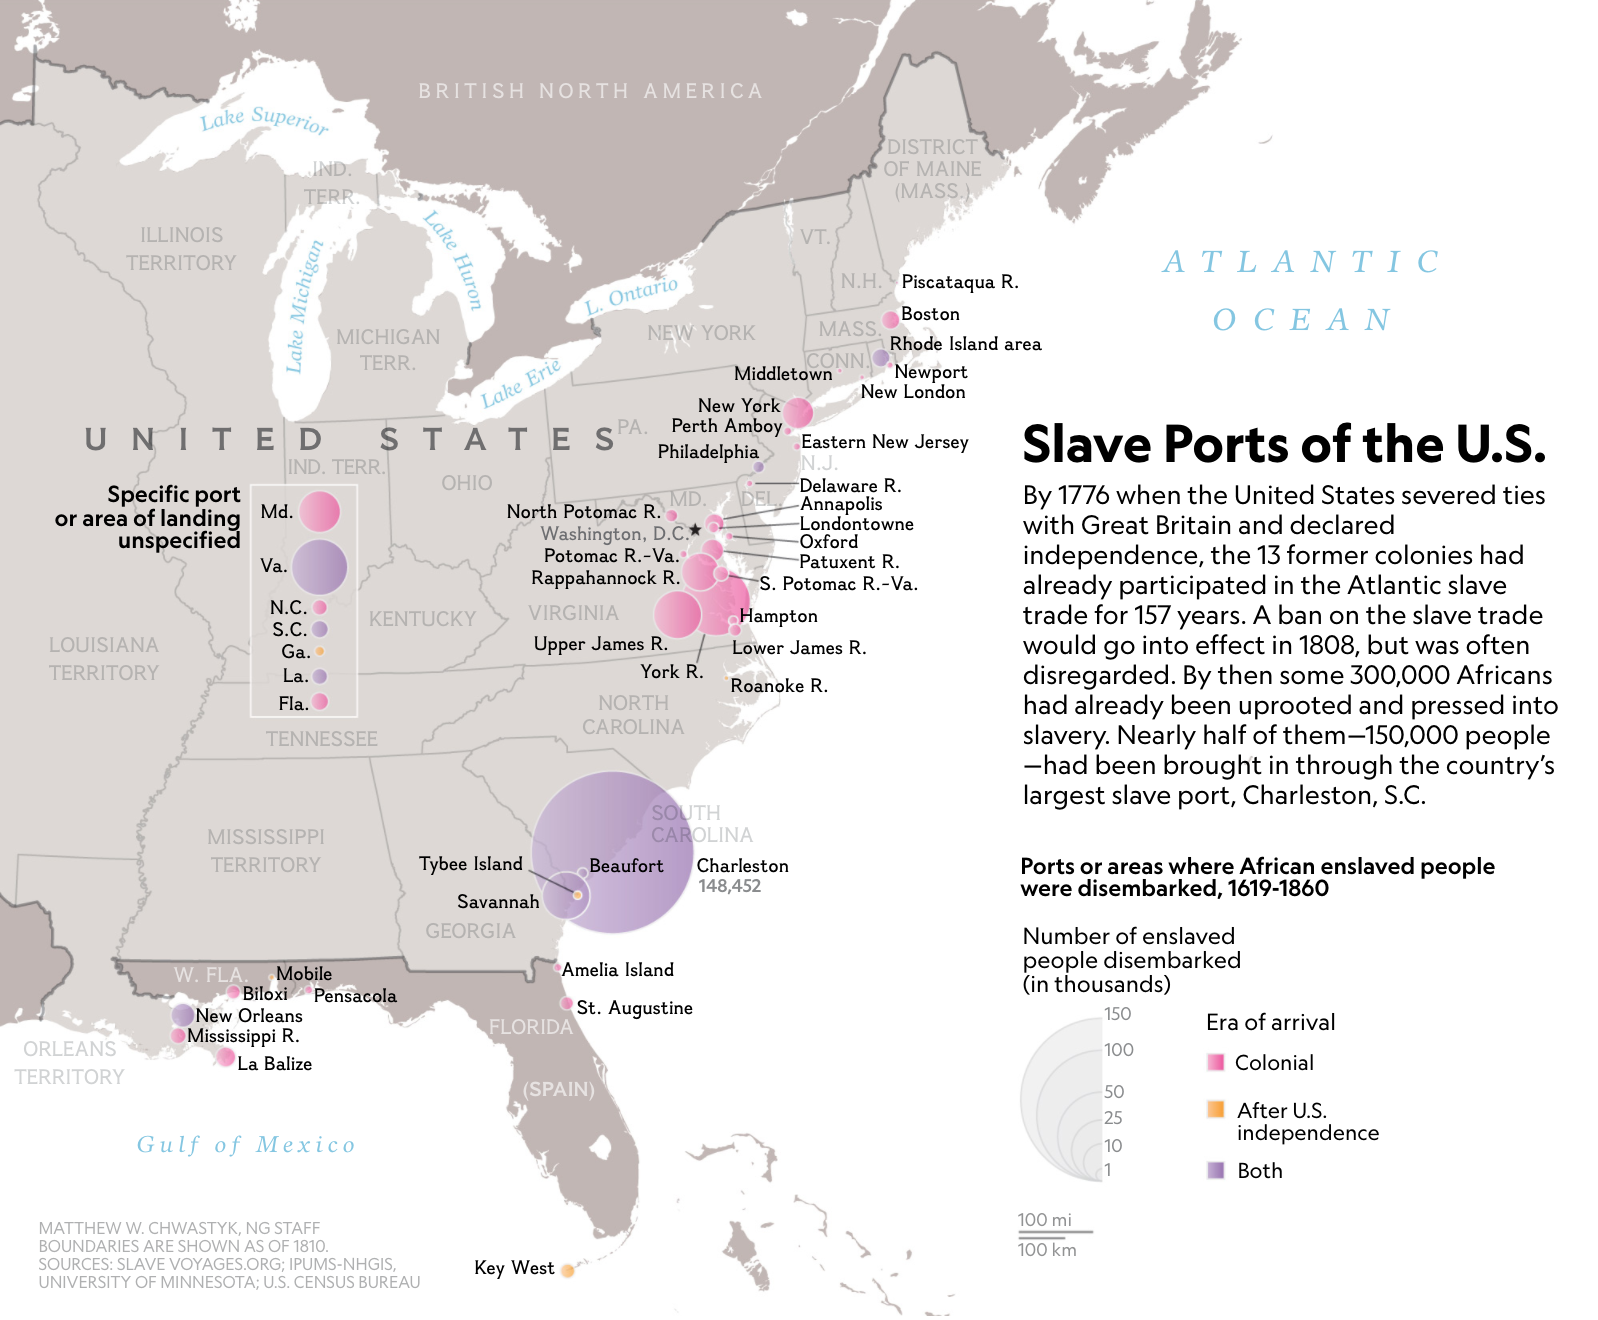 BRITISH NORTH AMERICA
Lake Superior
IND.
TERR.
DISTRICT
OF MAINE
(MASS.)
ILLINOIS
TERRITORY
Lake Michigan
Lake Huron
VT.
N.H.
Piscataqua R.
ATLANTIC
OCEAN
L. Ontario
MICHIGAN
TERR.
NEW YORK
MASS.
Boston
Rhode Island area
CONN.
Lake Erie
Middletown
Newport
New London
New York
Perth Amboy
UNITED STATES
PA.
Eastern New Jersey
Philadelphia
N.J.
IND. TERR.
OHIO
Delaware R.
MD.
DEL.
Annapolis
North Potomac R.
Londontowne
Washington, D.C.
Oxford
Potomac R.-Va.
Patuxent R.
Rappahannock R.
S. Potomac R.-Va.
Specific port
or area of landing
unspecified
Md.
Va.
N.C.
S.C.
Ga.
La.
Fla.
KENTUCKY
VIRGINIA
Hampton
Upper James R.
Lower James R.
York R.
Roanoke R.
LOUISIANA
TERRITORY
NORTH
CAROLINA
TENNESSEE
MISSISSIPPI
TERRITORY
SOUTH
CAROLINA
Tybee Island
Beaufort
Charleston
148,452
Savannah
GEORGIA
W. FLA.
Mobile
Biloxi
Pensacola
Amelia Island
New Orleans
St. Augustine
Mississippi R.
FLORIDA
ORLEANS
TERRITORY
La Balize
(SPAIN)
Gulf of Mexico
Key West
MATTHEW W. CHWASTYK, NG STAFF
BOUNDARIES ARE SHOWN AS OF 1810.
SOURCES: SLAVE VOYAGES.ORG; IPUMS-NHGIS,
UNIVERSITY OF MINNESOTA; U.S. CENSUS BUREAU
Slave Ports of the U.S.
By 1776 when the United States severed ties
with Great Britain and declared
independence, the 13 former colonies had
already participated in the Atlantic slave
trade for 157 years. A ban on the slave trade
would go into effect in 1808, but was often
disregarded. By then some 300,000 Africans
had already been uprooted and pressed into
slavery. Nearly half of them—150,000 people
—had been brought in through the country's
largest slave port, Charleston, S.C.
Ports or areas where African enslaved people
were disembarked, 1619-1860
Number of enslaved
people disembarked
(in thousands)
150
100
50
25
10
1
Era of arrival
Colonial
After U.S.
independence
Both
100 mi
100 km